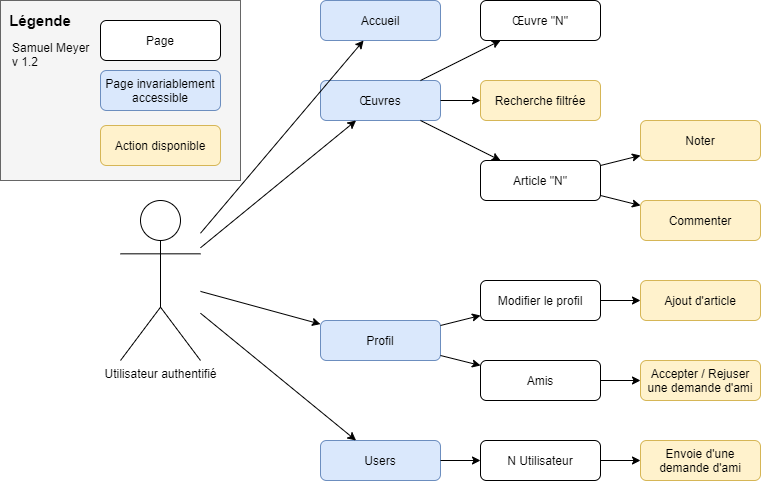 Légende
Samuel Meyer
v 1.2
Page
Page invariablement
accessible
Action disponible
Accueil
Œuvre "N"
Œuvres
Recherche filtrée
Article "N"
Noter
Commenter
Utilisateur authentifié
Modifier le profil
Ajout d'article
Profil
Amis
Accepter / Rejuser
une demande d'ami
Users
N Utilisateur
Envoie d'une
demande d'ami